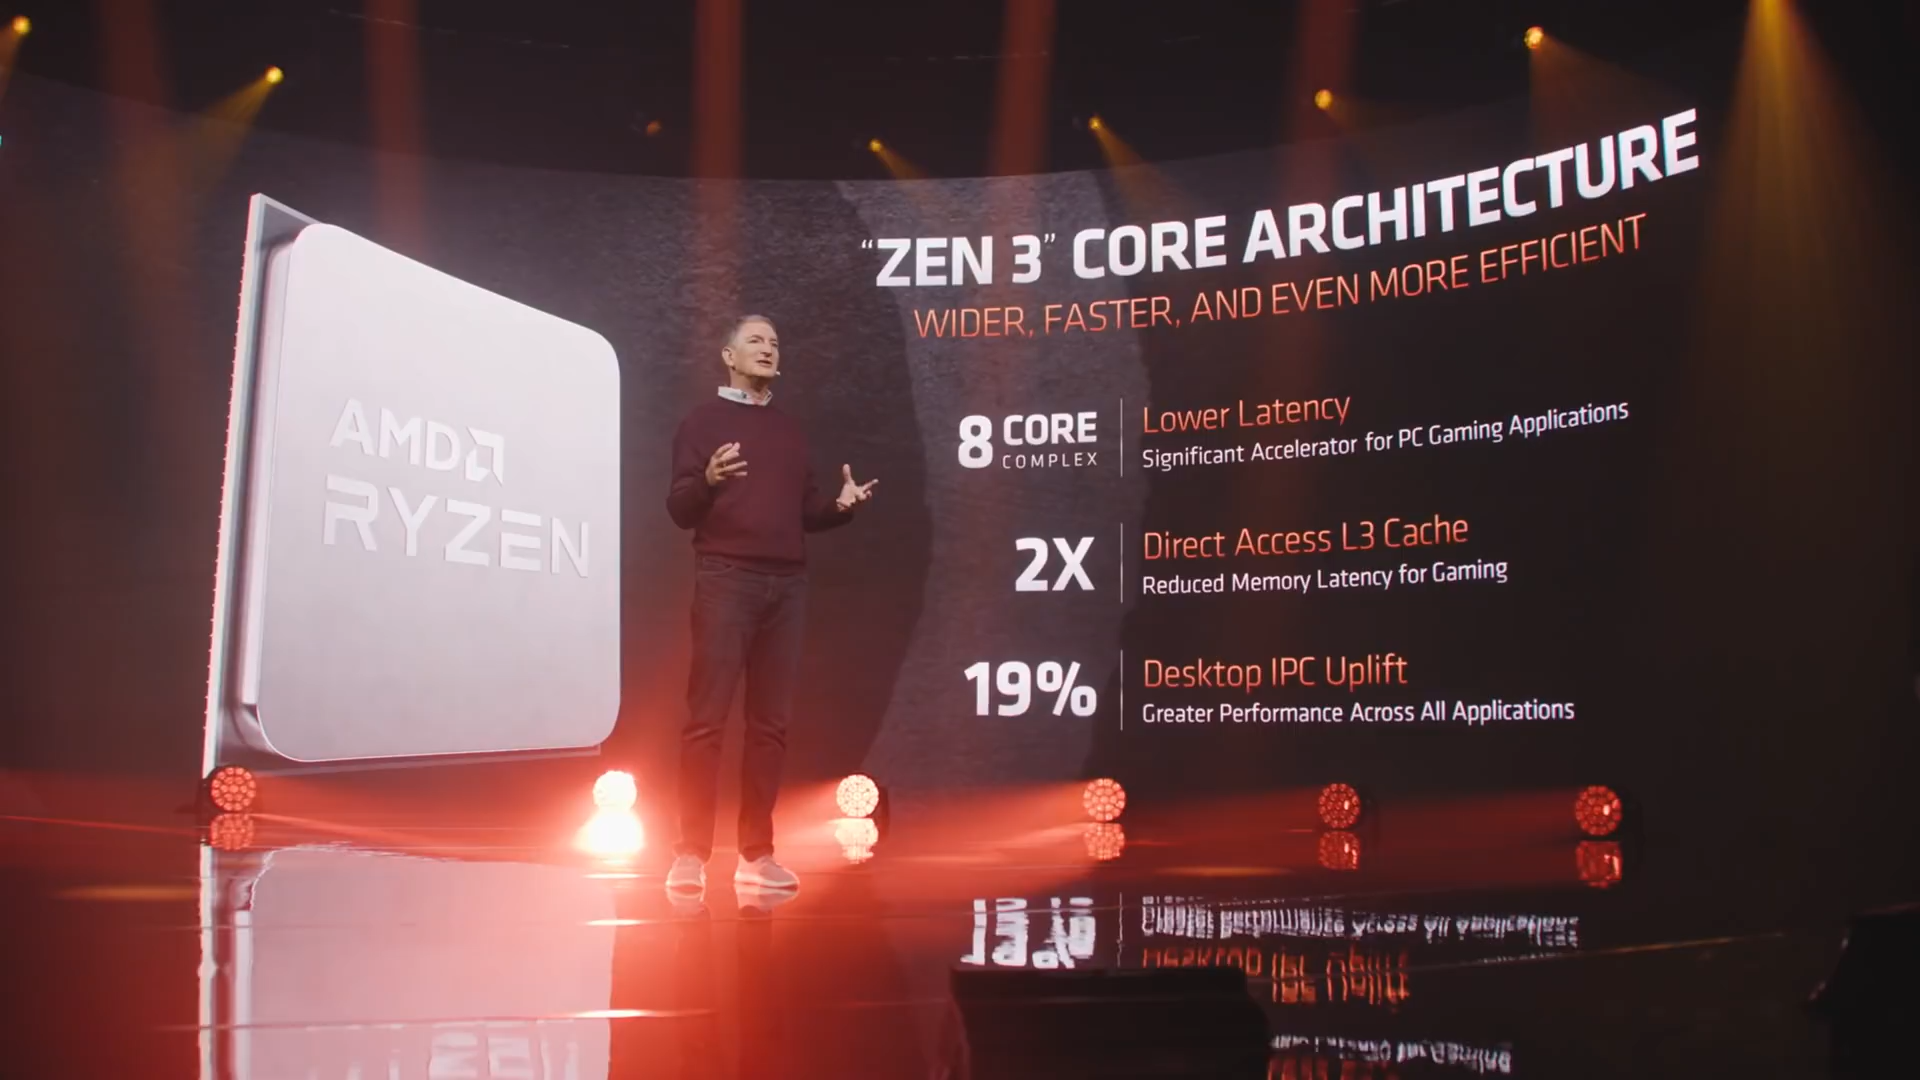 AMD
RYZEN
“ZEN 3” CORE ARCHITECTURE
WIDER, FASTER, AND EVEN MORE EFFICIENT
8 CORE
COMPLEX
Lower Latency
Significant Accelerator for PC Gaming Applications
2X
Direct Access L3 Cache
Reduced Memory Latency for Gaming
19%
Desktop IPC Uplift
Greater Performance Across All Applications